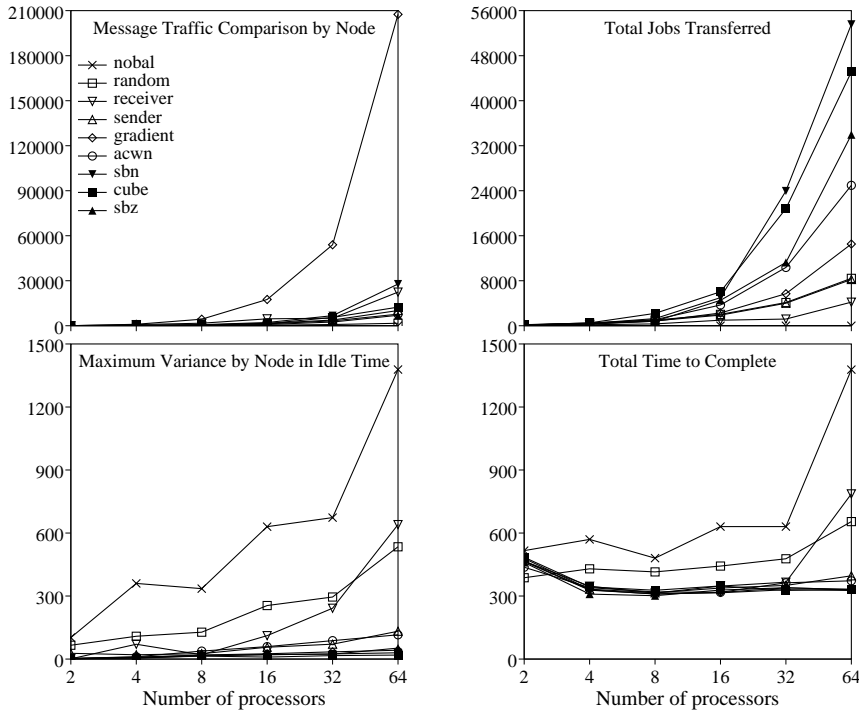 Message Traffic Comparison by Node
210000
180000
150000
120000
90000
60000
30000
0
nobal
random
receiver
sender
gradient
acwn
sbn
cube
sbz
Total Jobs Transferred
56000
48000
40000
32000
24000
16000
8000
0
Maximum Variance by Node in Idle Time
1500
1200
900
600
300
0
2 4 8 16 32 64
Number of processors
Total Time to Complete
1500
1200
900
600
300
0
2 4 8 16 32 64
Number of processors